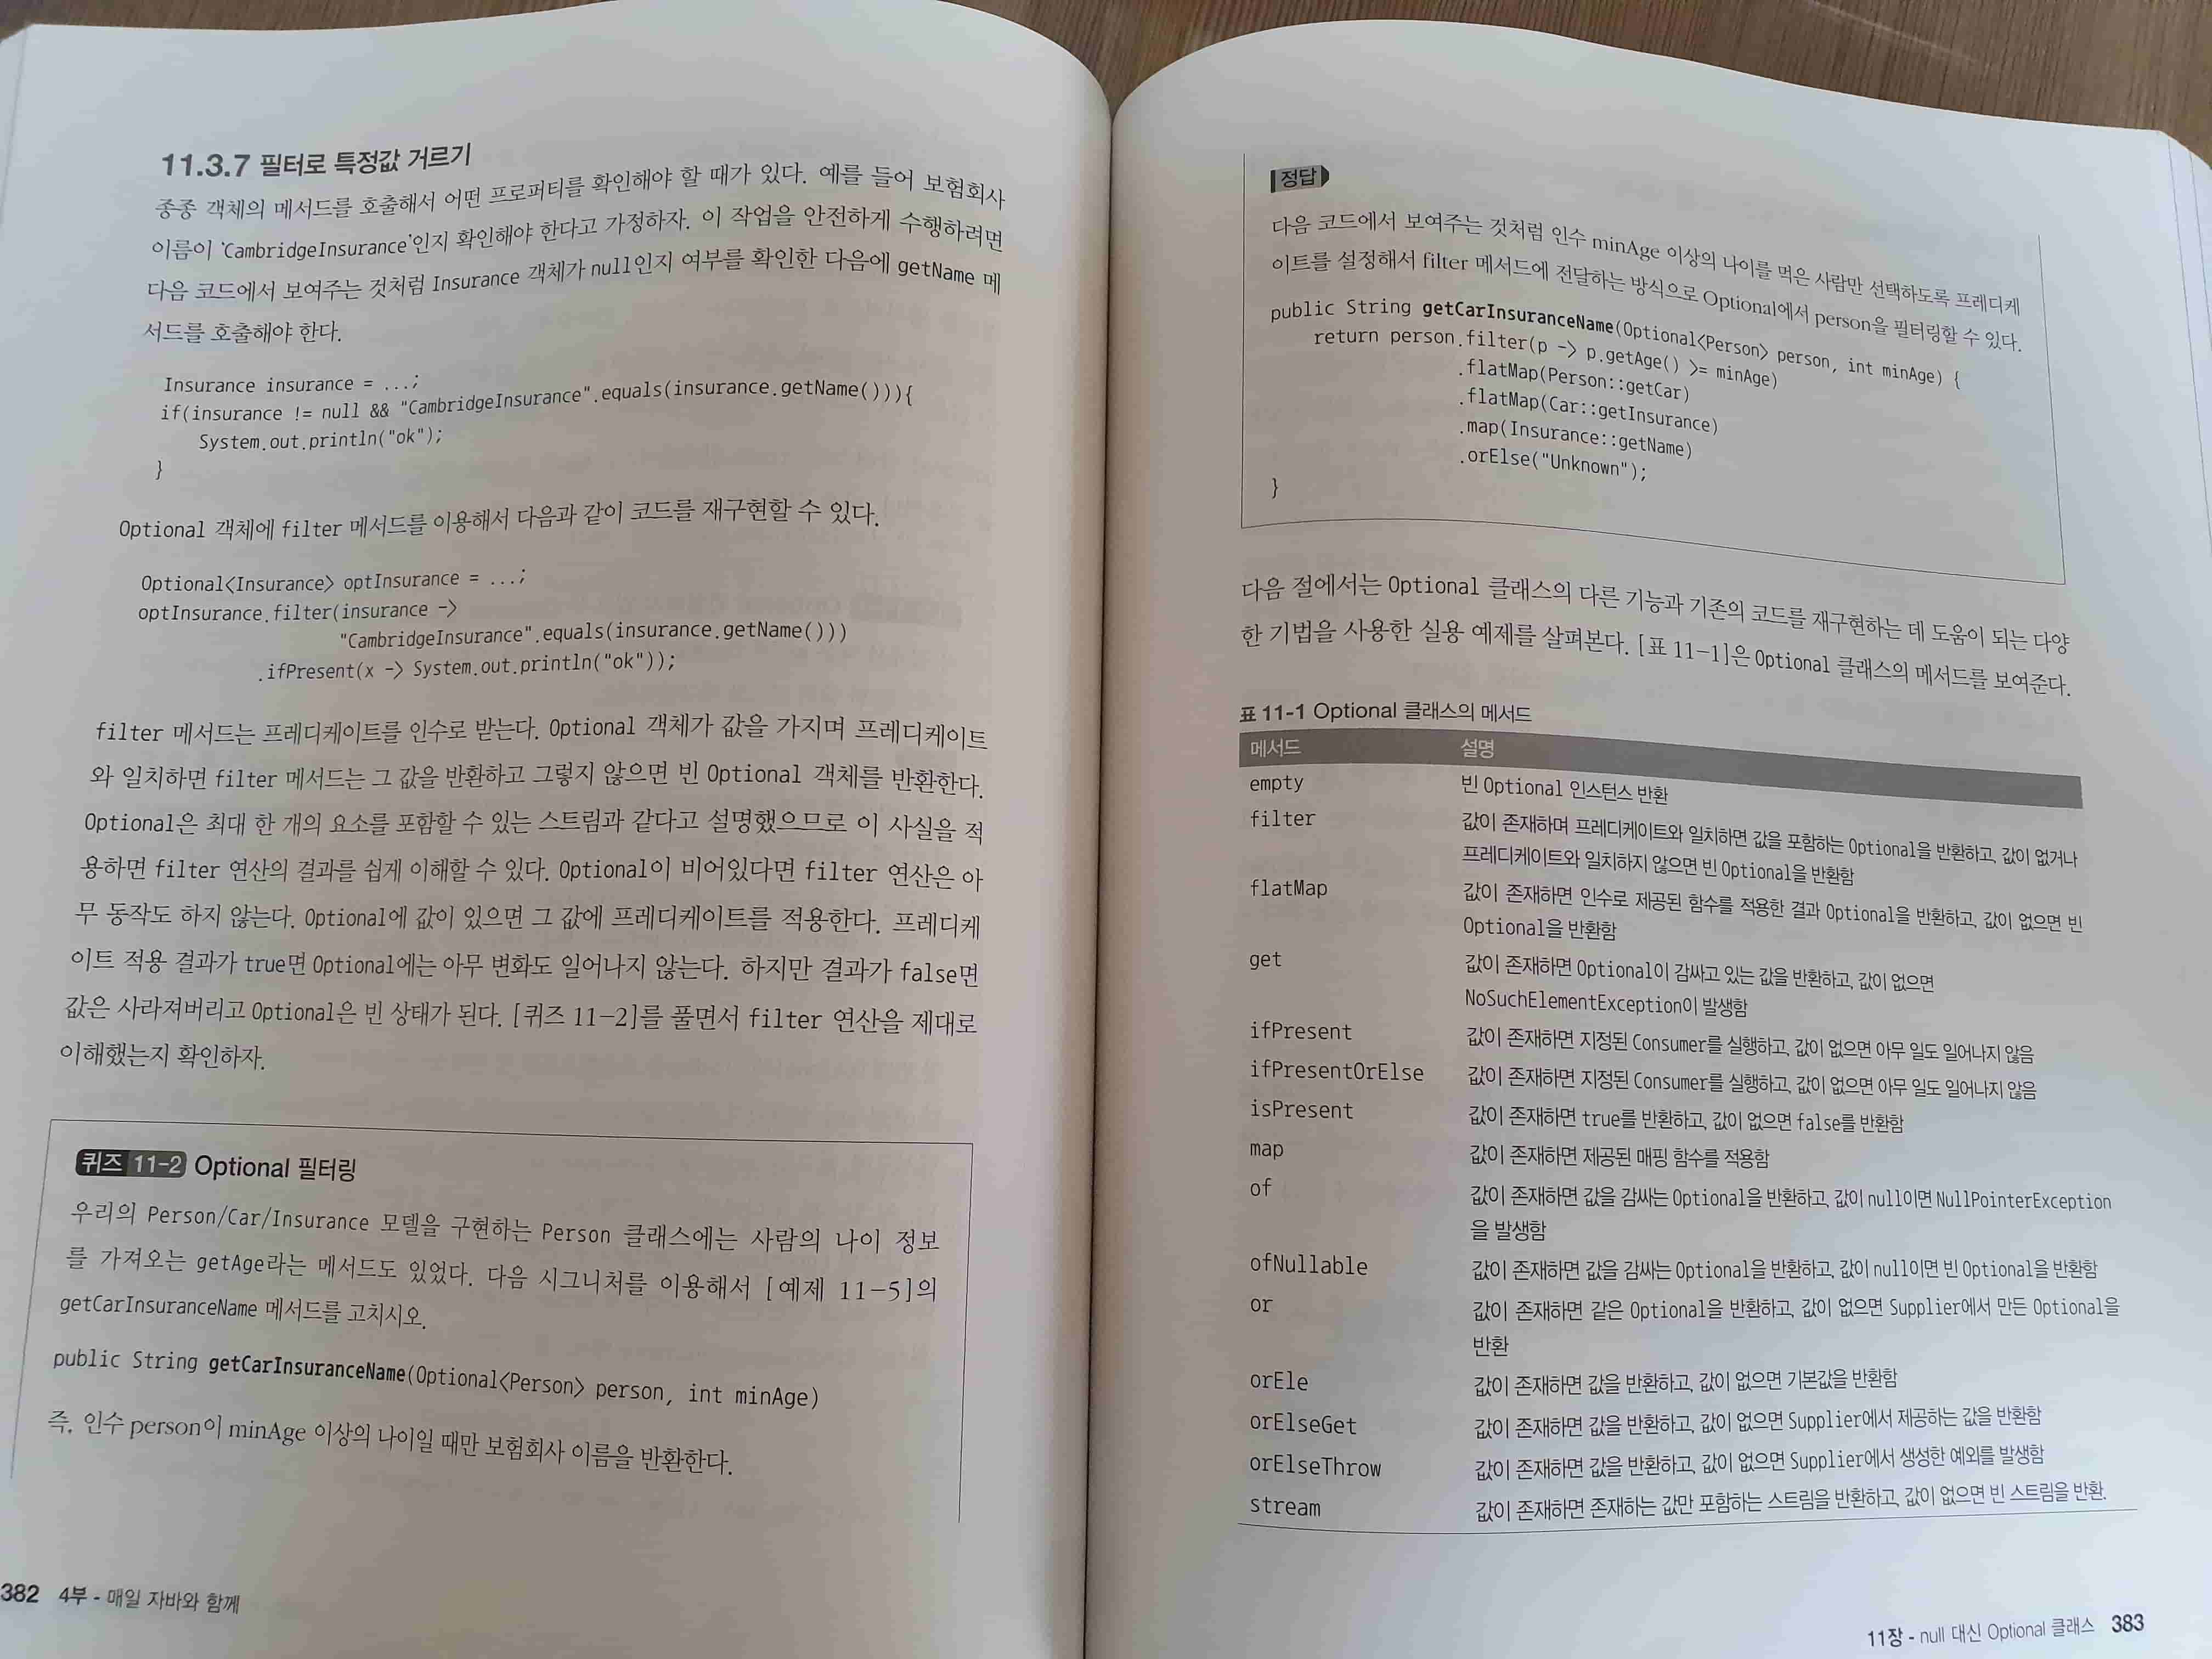 11.3.7 필터로 특정값 거르기
종종 객체의 메서드를 호출해서 어떤 프로퍼티를 확인해야 할 때가 있다. 예를 들어 보험회사
이름이 'CambridgeInsurance'인지 확인해야 한다고 가정하자. 이 작업을 안전하게 수행하려면
다음 코드에서 보여주는 것처럼 Insurance 객체가 null인지 여부를 확인한 다음에 getName 메
서드를 호출해야 한다.
Insurance insurance = ...;
if(insurance != null && "CambridgeInsurance".equals(insurance.getName())){
System.out.println("ok");
}
Optional 객체에 filter 메서드를 이용해서 다음과 같이 코드를 재구현할 수 있다.
Optional<Insurance> optInsurance = ...;
optInsurance.filter(insurance ->
"CambridgeInsurance".equals(insurance.getName()))
.ifPresent(x -> System.out.println("ok"));
filter 메서드는 프레디케이트를 인수로 받는다. Optional 객체가 값을 가지며 프레디케이트
와 일치하면 filter 메서드는 그 값을 반환하고 그렇지 않으면 빈 Optional 객체를 반환한다.
Optional은 최대 한 개의 요소를 포함할 수 있는 스트림과 같다고 설명했으므로 이 사실을 적
용하면 filter 연산의 결과를 쉽게 이해할 수 있다. Optional이 비어있다면 filter 연산은 아
무 동작도 하지 않는다. Optional에 값이 있으면 그 값에 프레디케이트를 적용한다. 프레디케
이트 적용 결과가 true면 Optional에는 아무 변화도 일어나지 않는다. 하지만 결과가 false면
값은 사라져버리고 Optional은 빈 상태가 된다. [퀴즈 11-2]를 풀면서 filter 연산을 제대로
이해했는지 확인하자.
퀴즈 11-2 Optional 필터링
우리의 Person/Car/Insurance 모델을 구현하는 Person 클래스에는 사람의 나이 정보
를 가져오는 getAge라는 메서드도 있었다. 다음 시그니처를 이용해서 [예제 11-5]의
getCarInsuranceName 메서드를 고치시오.
public String getCarInsuranceName(Optional<Person> person, int minAge)
즉, 인수 person이 minAge 이상의 나이일 때만 보험회사 이름을 반환한다.
382 4부 - 매일 자바와 함께
정답
다음 코드에서 보여주는 것처럼 인수 minAge 이상의 나이를 먹은 사람만 선택하도록 프레디케
이트를 설정해서 filter 메서드에 전달하는 방식으로 Optional에서 person을 필터링할 수 있다.
public String getCarInsuranceName(Optional<Person> person, int minAge) {
return person.filter(p -> p.getAge() >= minAge)
.flatMap(Person::getCar)
.flatMap(Car::getInsurance)
.map(Insurance::getName)
.orElse("Unknown");
}
다음 절에서는 Optional 클래스의 다른 기능과 기존의 코드를 재구현하는 데 도움이 되는 다양
한 기법을 사용한 실용 예제를 살펴본다. [표 11-1]은 Optional 클래스의 메서드를 보여준다.
표 11-1 Optional 클래스의 메서드
메서드 설명
empty 빈 Optional 인스턴스 반환
filter 값이 존재하며 프레디케이트와 일치하면 값을 포함하는 Optional을 반환하고, 값이 없거나
프레디케이트와 일치하지 않으면 빈 Optional을 반환함
flatMap 값이 존재하면 인수로 제공된 함수를 적용한 결과 Optional을 반환하고, 값이 없으면 빈
Optional을 반환함
get 값이 존재하면 Optional이 감싸고 있는 값을 반환하고, 값이 없으면
NoSuchElementException이 발생함
ifPresent 값이 존재하면 지정된 Consumer를 실행하고, 값이 없으면 아무 일도 일어나지 않음
ifPresentOrElse 값이 존재하면 지정된 Consumer를 실행하고, 값이 없으면 아무 일도 일어나지 않음
isPresent 값이 존재하면 true를 반환하고, 값이 없으면 false를 반환함
map 값이 존재하면 제공된 매핑 함수를 적용함
of 값이 존재하면 값을 감싸는 Optional을 반환하고, 값이 null이면 NullPointerException
을 발생함
ofNullable 값이 존재하면 값을 감싸는 Optional을 반환하고, 값이 null이면 빈 Optional을 반환함
or 값이 존재하면 같은 Optional을 반환하고, 값이 없으면 Supplier에서 만든 Optional을
반환
orEle 값이 존재하면 값을 반환하고, 값이 없으면 기본값을 반환함
orElseGet 값이 존재하면 값을 반환하고, 값이 없으면 Supplier에서 제공하는 값을 반환함
orElseThrow 값이 존재하면 값을 반환하고, 값이 없으면 Supplier에서 생성한 예외를 발생함
stream 값이 존재하면 존재하는 값만 포함하는 스트림을 반환하고, 값이 없으면 빈 스트림을 반환.
11장 - null 대신 Optional 클래스 383